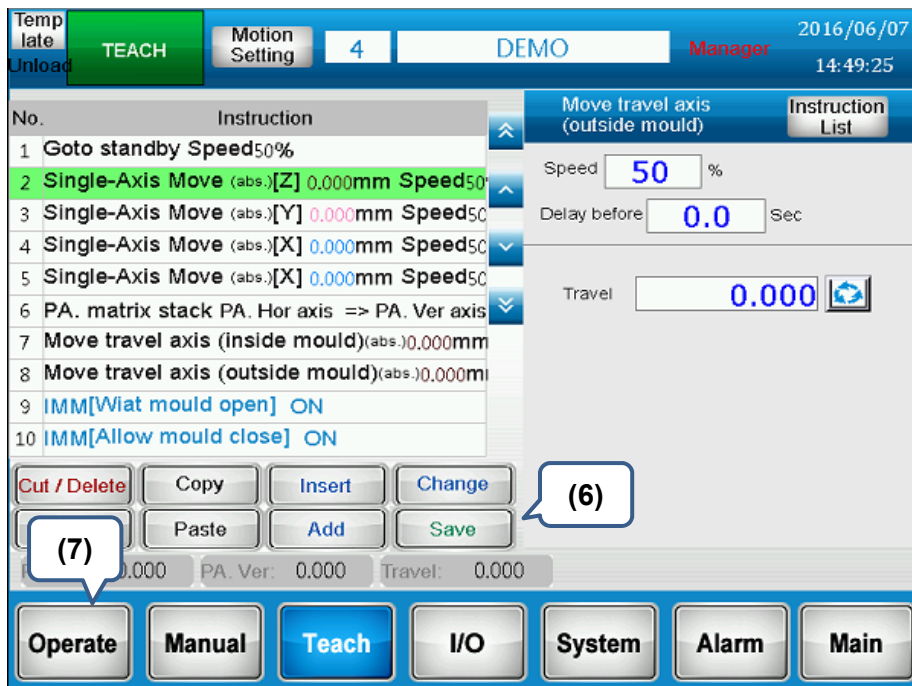 Temp
late
Unload
TEACH
Motion
Setting
4
DEMO
Manager
2016/06/07
14:49:25
No. Instruction
1 Goto standby Speed50%
2 Single-Axis Move (abs.)[Z] 0.000mm Speed50
3 Single-Axis Move (abs.)[Y] 0.000mm Speed50
4 Single-Axis Move (abs.)[X] 0.000mm Speed50
5 Single-Axis Move (abs.)[X] 0.000mm Speed50
6 PA. matrix stack PA. Hor axis => PA. Ver axis
7 Move travel axis (inside mould)(abs.)0.000mm
8 Move travel axis (outside mould)(abs.)0.000m
9 IMM[Wiat mould open] ON
10 IMM[Allow mould close] ON
Move travel axis
(outside mould)
Instruction
List
Speed 50 %
Delay before 0.0 Sec
Travel 0.000
Cut / Delete Copy Insert Change
Paste Add Save
(6)
(7)
0.000 PA. Ver: 0.000 Travel: 0.000
Operate Manual Teach I/O System Alarm Main